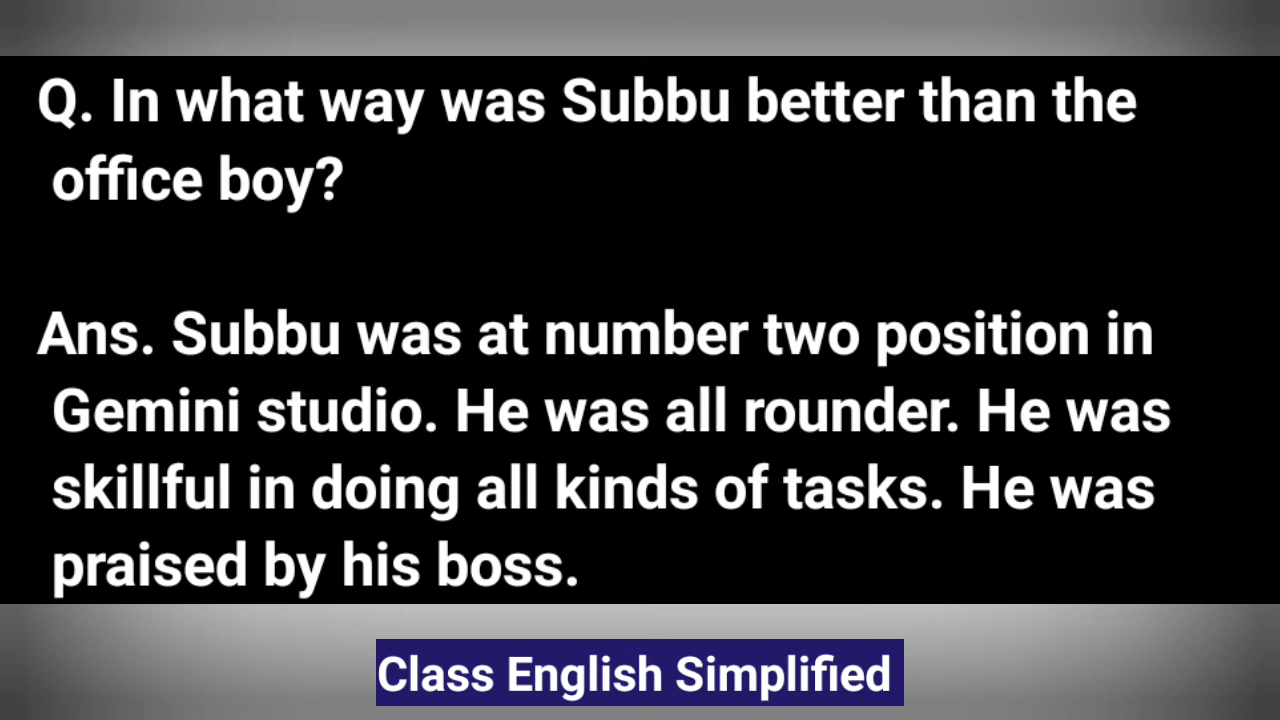 Q. In what way was Subbu better than the
office boy?
Ans. Subbu was at number two position in
Gemini studio. He was all rounder. He was
skillful in doing all kinds of tasks. He was
praised by his boss.
Class English Simplified